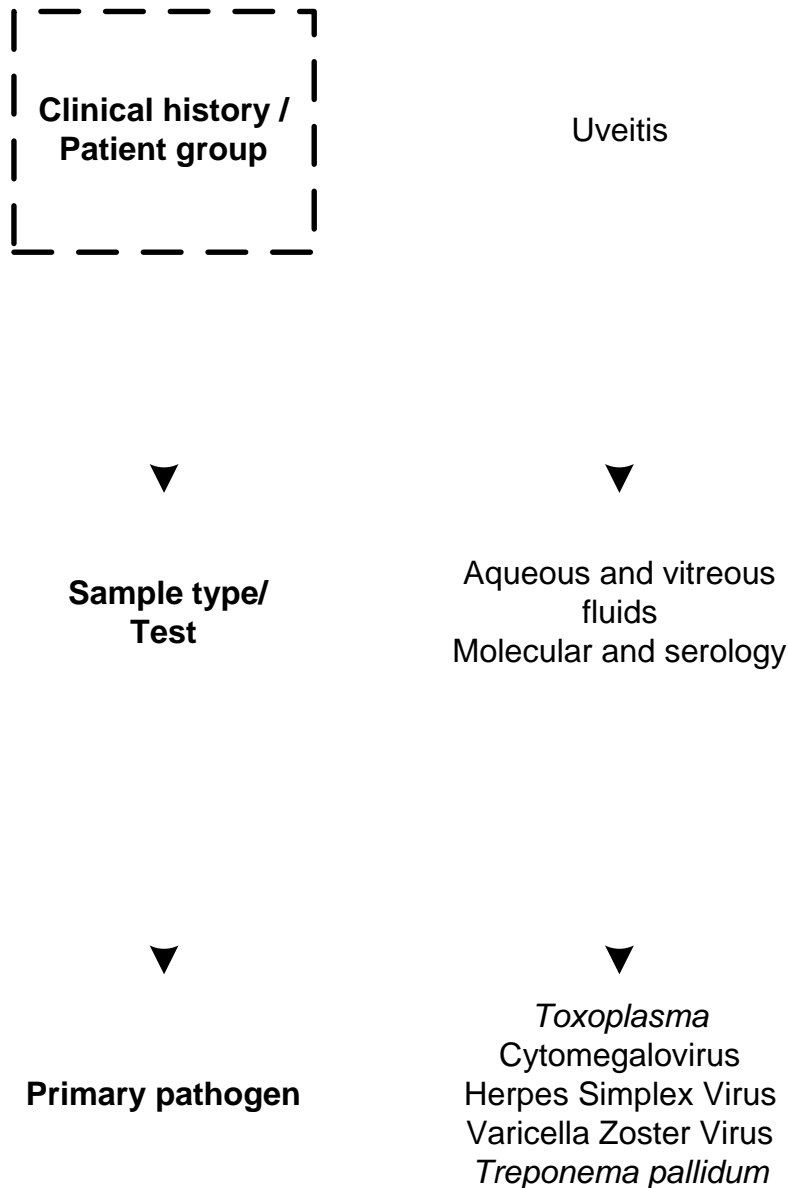 Clinical history /
Patient group
Uveitis
Sample type/
Test
Aqueous and vitreous
fluids
Molecular and serology
Primary pathogen
Toxoplasma
Cytomegalovirus
Herpes Simplex Virus
Varicella Zoster Virus
Treponema pallidum